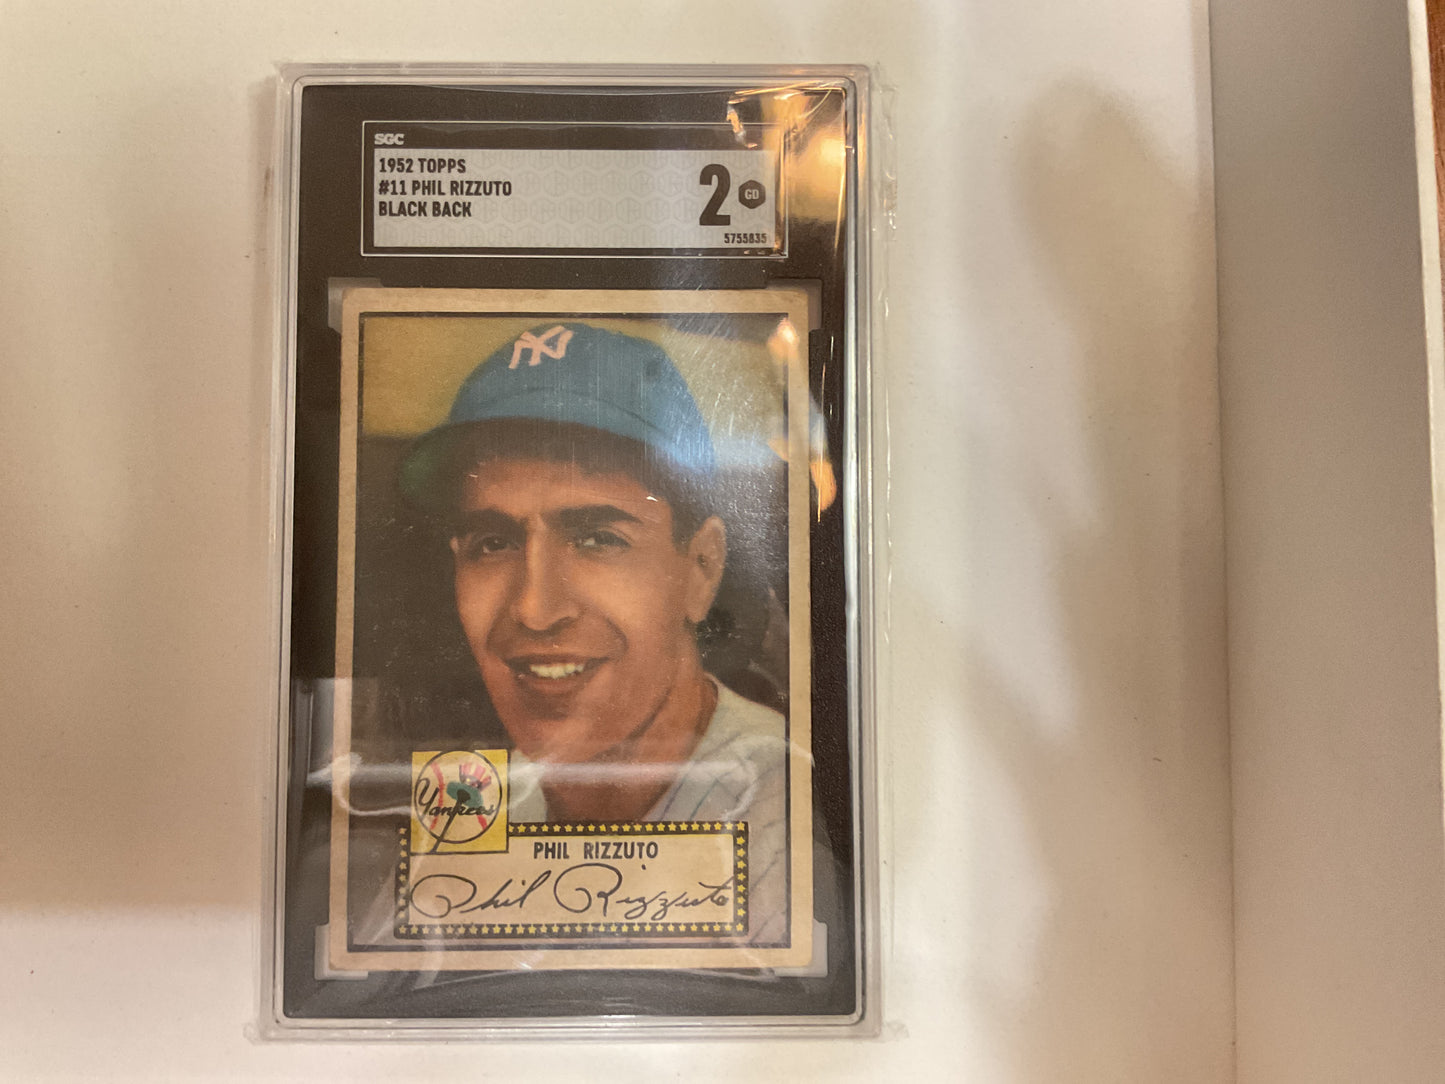 SGC
1952 TOPPS
#11 PHIL RIZZUTO
BLACK BACK
2 GD
5755835
NY
Yankees
PHIL RIZZUTO
Phil Rizzuto